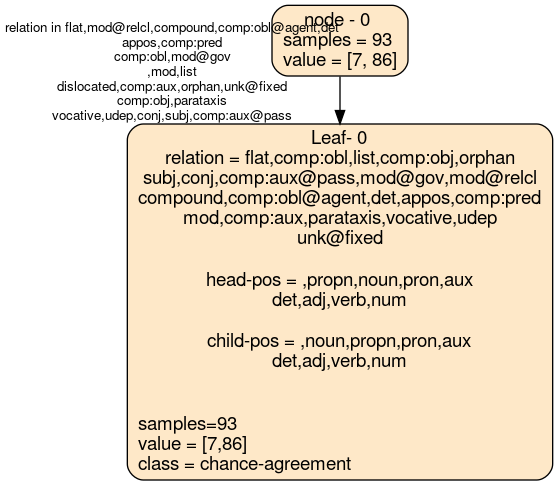 node - 0
samples = 93
value = [7, 86]
relation in flat,mod@relcl,compound,comp:obl@agent,det
appos,comp:pred
comp:obl,mod@gov
,mod,list
dislocated,comp:aux,orphan,unk@fixed
comp:obj,parataxis
vocative,udep,conj,subj,comp:aux@pass
Leaf- 0
relation = flat,comp:obl,list,comp:obj,orphan
subj,conj,comp:aux@pass,mod@gov,mod@relcl
compound,comp:obl@agent,det,appos,comp:pred
mod,comp:aux,parataxis,vocative,udep
unk@fixed
head-pos = ,propn,noun,pron,aux
det,adj,verb,num
child-pos = ,noun,propn,pron,aux
det,adj,verb,num
samples=93
value = [7,86]
class = chance-agreement